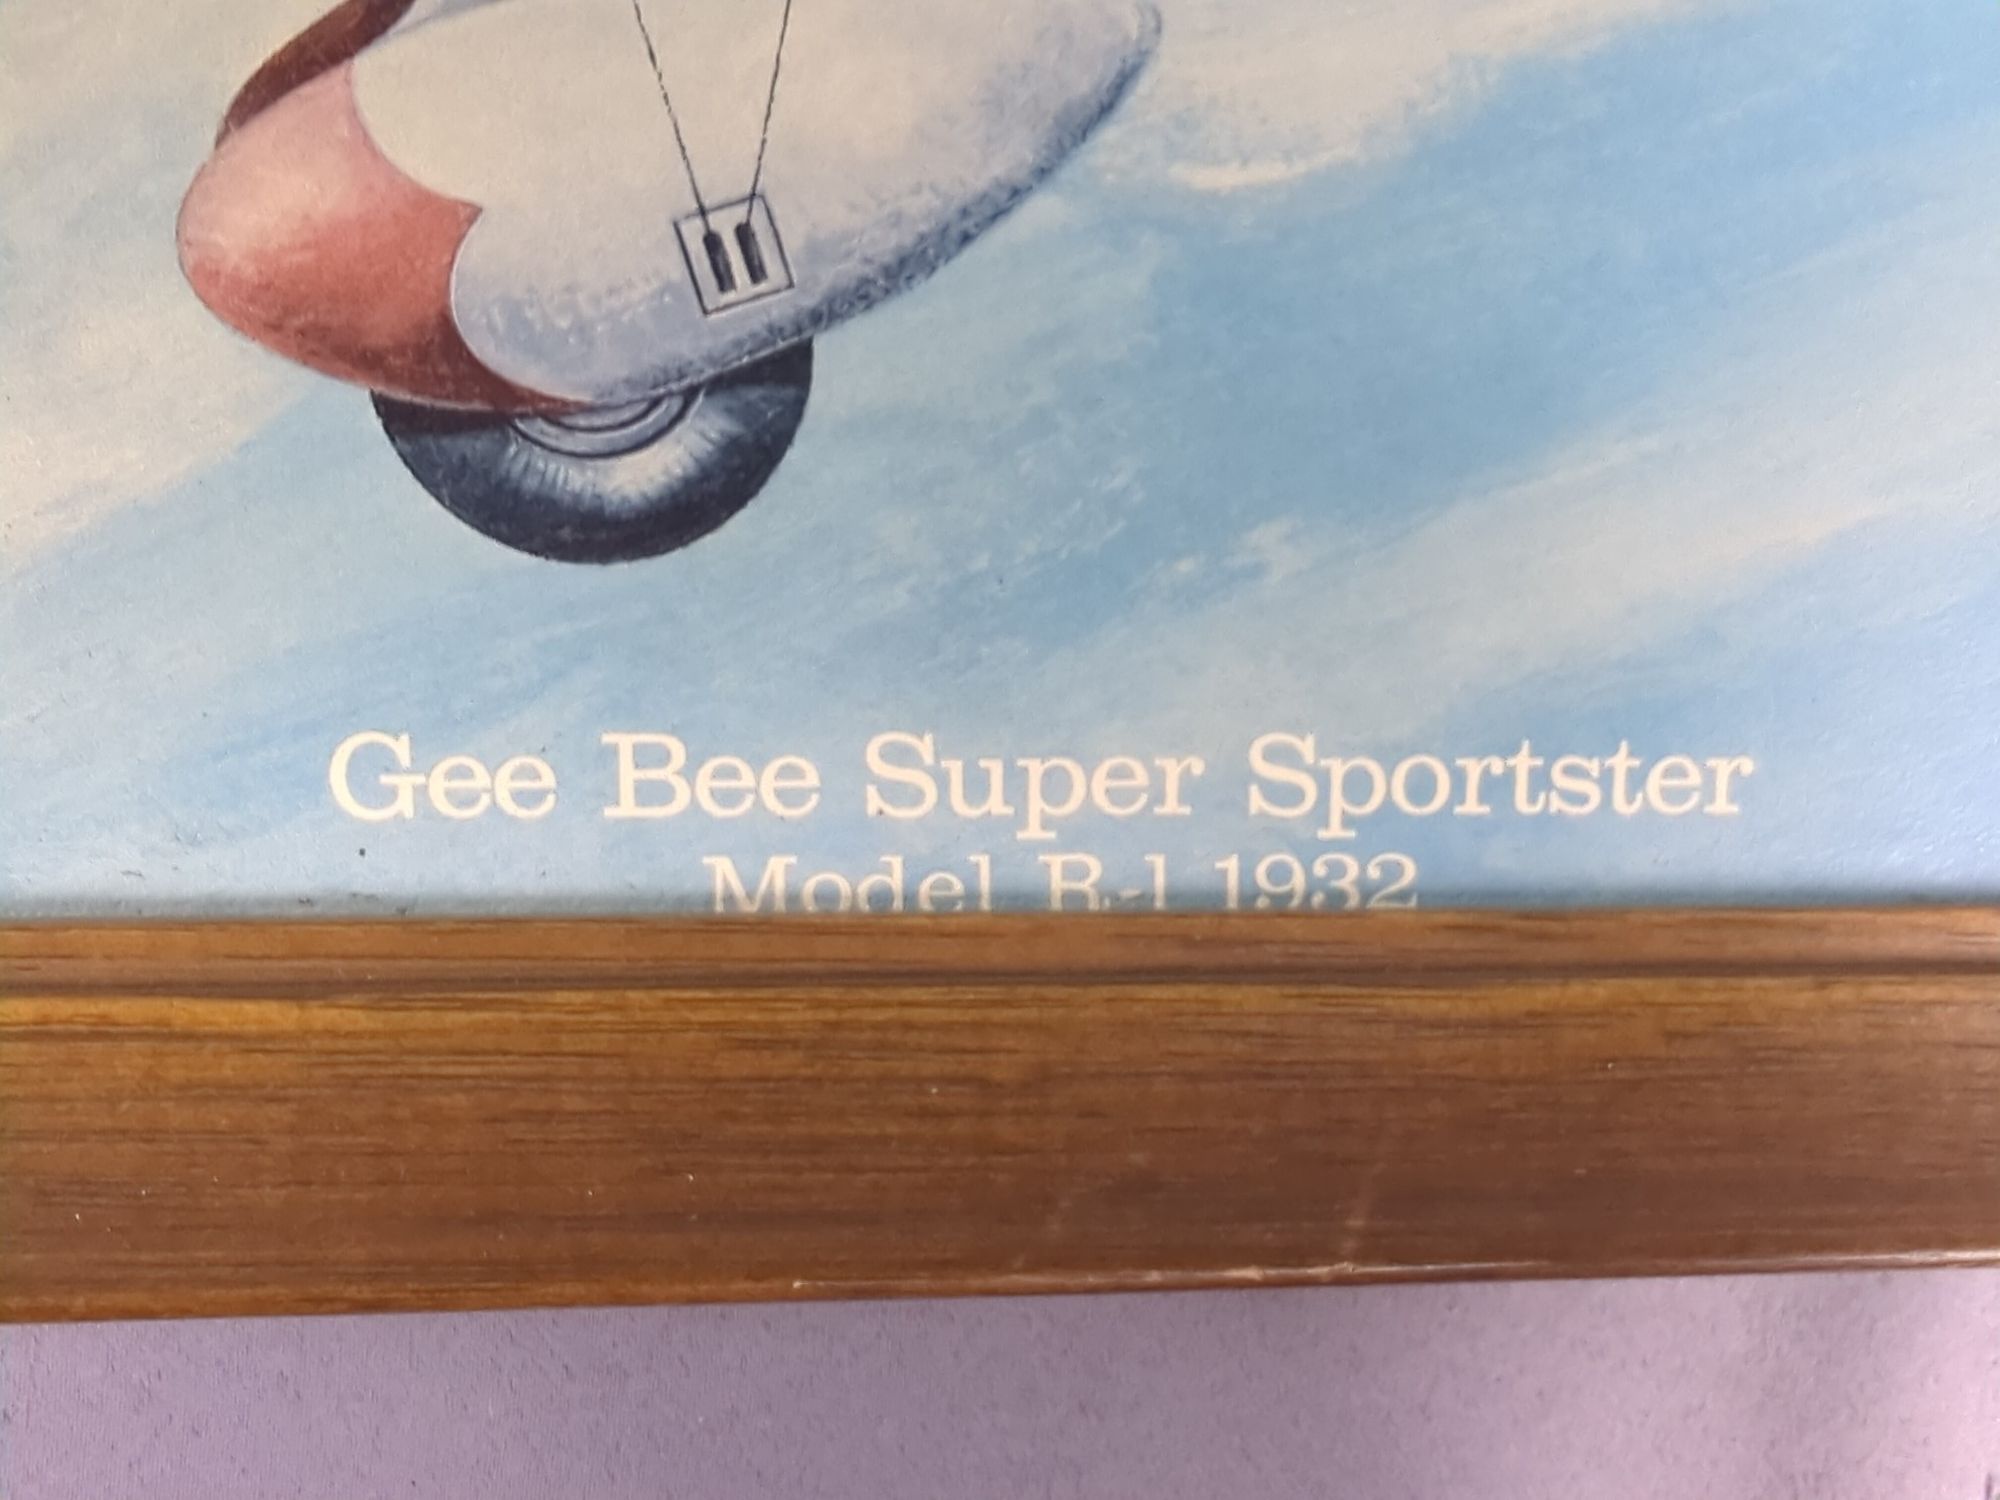 Gee Bee Super Sportster
Model R-1 1932